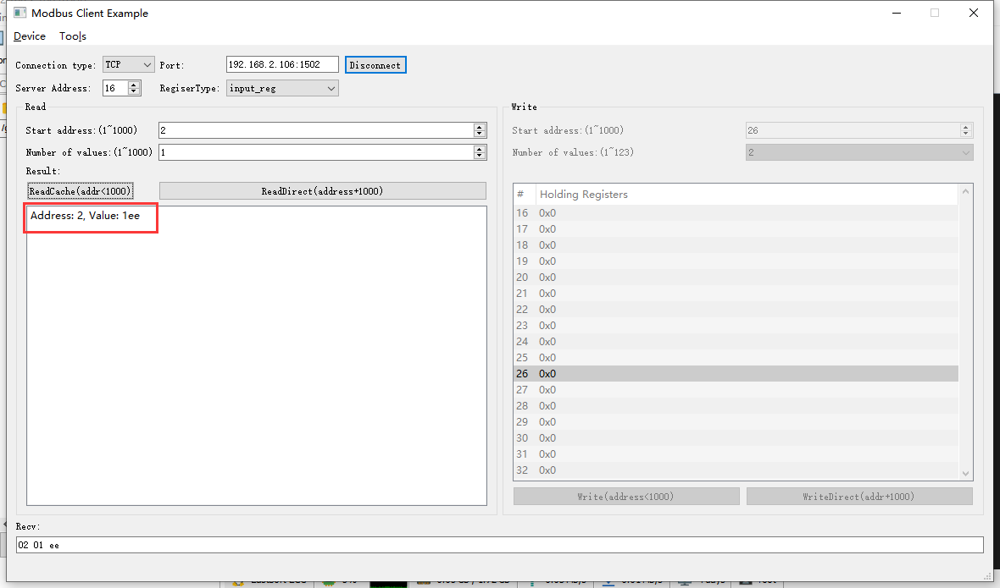 Modbus Client Example
Device Tools
Connection type: TCP Port: 192.168.2.106:1502 Disconnect
Server Address: 16 RegiserType: input_reg
Read
Start address:(1~1000) 2
Number of values:(1~1000) 1
Result:
ReadCache(addr<1000) ReadDirect(address+1000)
Address: 2, Value: 1ee
Write
Start address:(1~1000) 26
Number of values:(1~123) 2
# Holding Registers
16 0x0
17 0x0
18 0x0
19 0x0
20 0x0
21 0x0
22 0x0
23 0x0
24 0x0
25 0x0
26 0x0
27 0x0
28 0x0
29 0x0
30 0x0
31 0x0
32 0x0
Write(address<1000) WriteDirect(addr+1000)
Recv:
02 01 ee